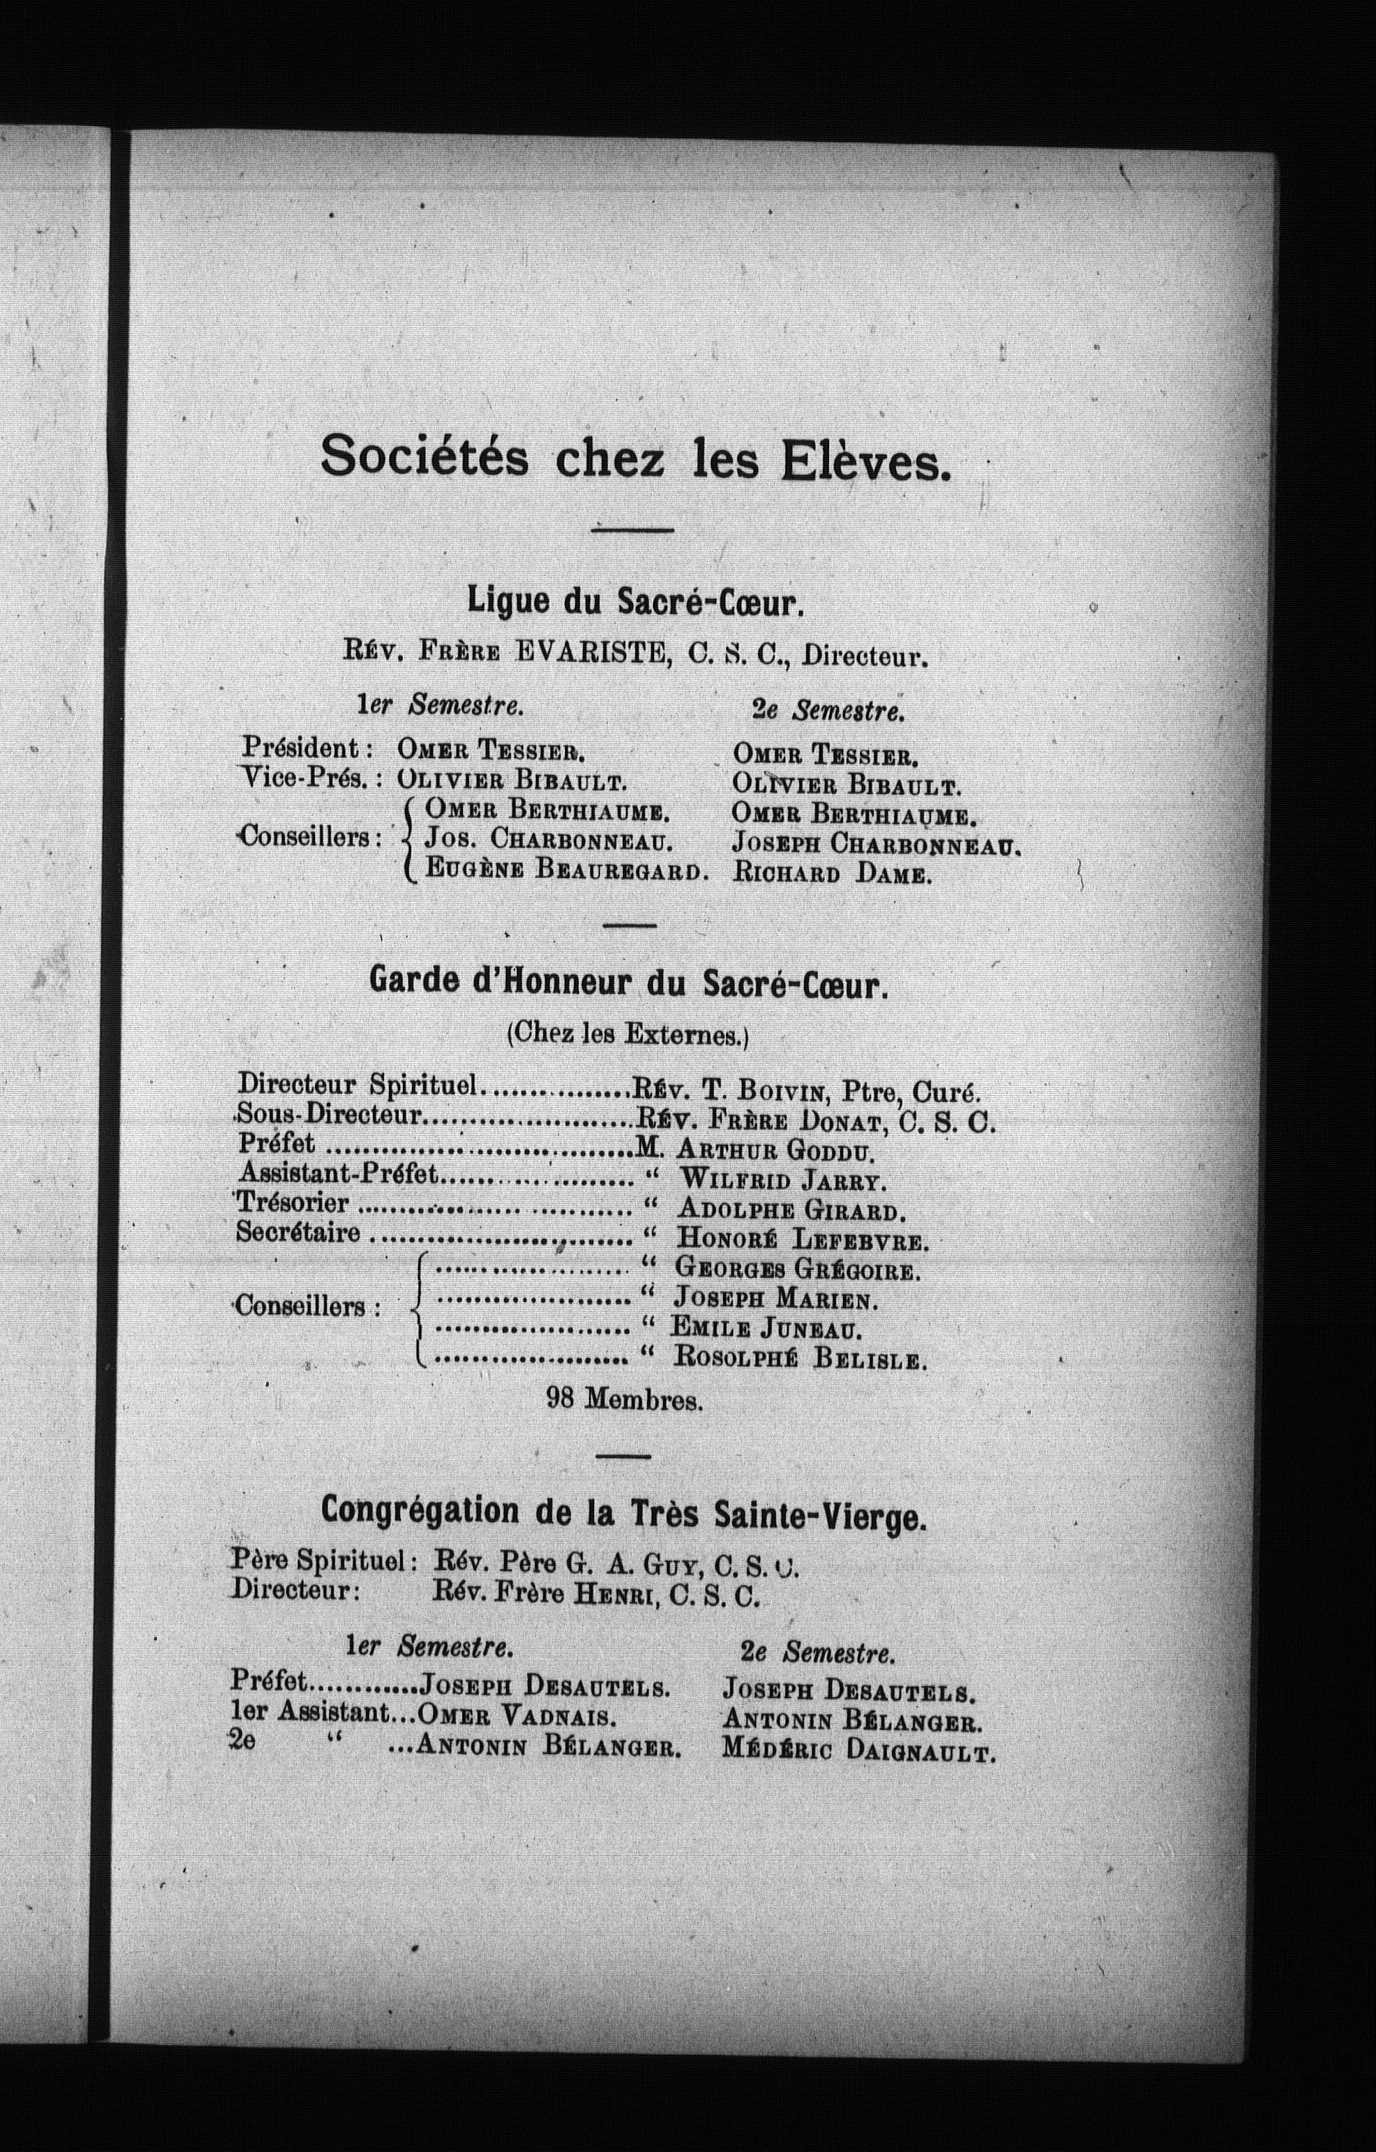 Sociétés chez les Elèves.
Ligue du Sacré-Cœur.
RÉV. FRÈRE EVARISTE, C. S. C., Directeur.
1er Semestre. 2e Semestre.
Président : OMER TESSIER. OMER TESSIER.
Vice-Prés. : OLIVIER BIBAULT. OLIVIER BIBAULT.
OMER BERTHIAUME. OMER BERTHIAUME.
Conseillers : JOS. CHARBONNEAU. JOSEPH CHARBONNEAU.
EUGÈNE BEAUREGARD. RICHARD DAME.
Garde d'Honneur du Sacré-Cœur.
(Chez les Externes.)
Directeur Spirituel................RÉV. T. BOIVIN, Ptre, Curé.
Sous-Directeur.......................RÉV. FRÈRE DONAT, C. S. C.
Préfet .................................M. ARTHUR GODDU.
Assistant-Préfet..................... “ WILFRID JARRY.
Trésorier .............................. “ ADOLPHE GIRARD.
Secrétaire ............................. “ HONORÉ LEFEBVRE.
..................... “ GEORGES GRÉGOIRE.
Conseillers : ..................... “ JOSEPH MARIEN.
..................... “ EMILE JUNEAU.
..................... “ ROSOLPHÉ BELISLE.
98 Membres.
Congrégation de la Très Sainte-Vierge.
Père Spirituel : Rév. Père G. A. GUY, C. S. C.
Directeur : Rév. Frère HENRI, C. S. C.
1er Semestre. 2e Semestre.
Préfet............JOSEPH DESAUTELS. JOSEPH DESAUTELS.
1er Assistant...OMER VADNAIS. ANTONIN BÉLANGER.
2e “ ...ANTONIN BÉLANGER. MÉDÉRIC DAIGNAULT.